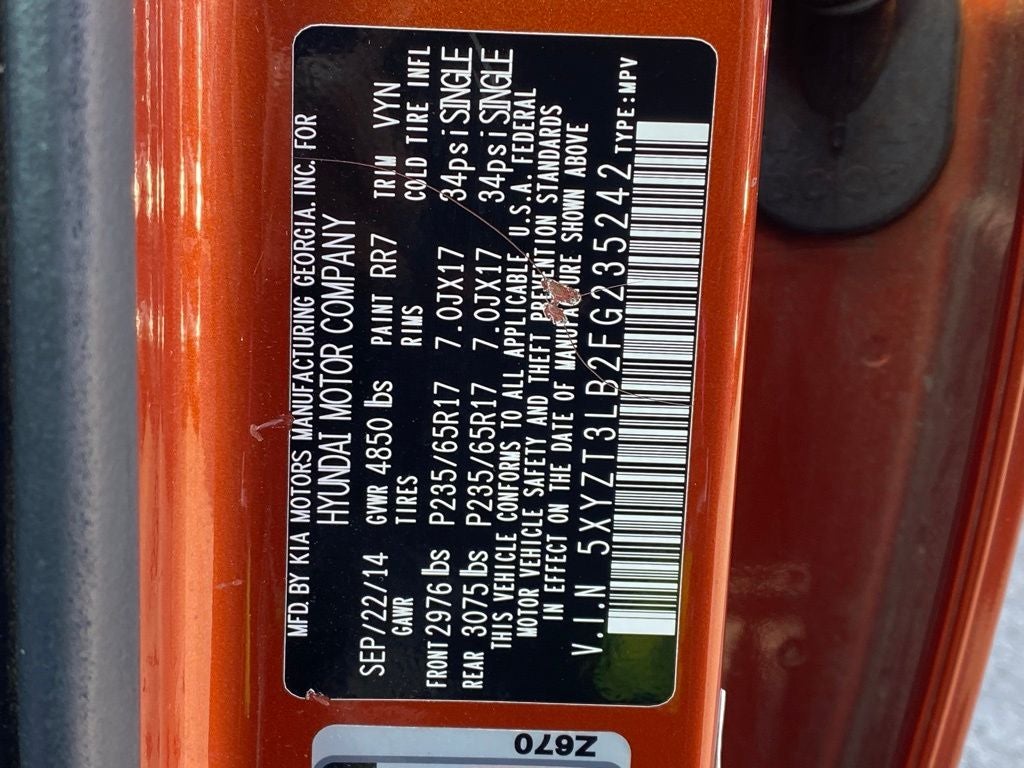 MFD. BY KIA MOTORS MANUFACTURING GEORGIA, INC. FOR
HYUNDAI MOTOR COMPANY
SEP/22/14 GVWR 4850 lbs PAINT RR7 TRIM VYN
GAWR TIRES RIMS COLD TIRE INFL
FRONT 2976 lbs P235/65R17 7.0JX17 34psi SINGLE
REAR 3075 lbs P235/65R17 7.0JX17 34psi SINGLE
THIS VEHICLE CONFORMS TO ALL APPLICABLE U.S.A. FEDERAL
MOTOR VEHICLE SAFETY AND THEFT PREVENTION STANDARDS
IN EFFECT ON THE DATE OF MANUFACTURE SHOWN ABOVE
V.I.N 5XYZT3LB2FG235242 TYPE:MPV
Z670